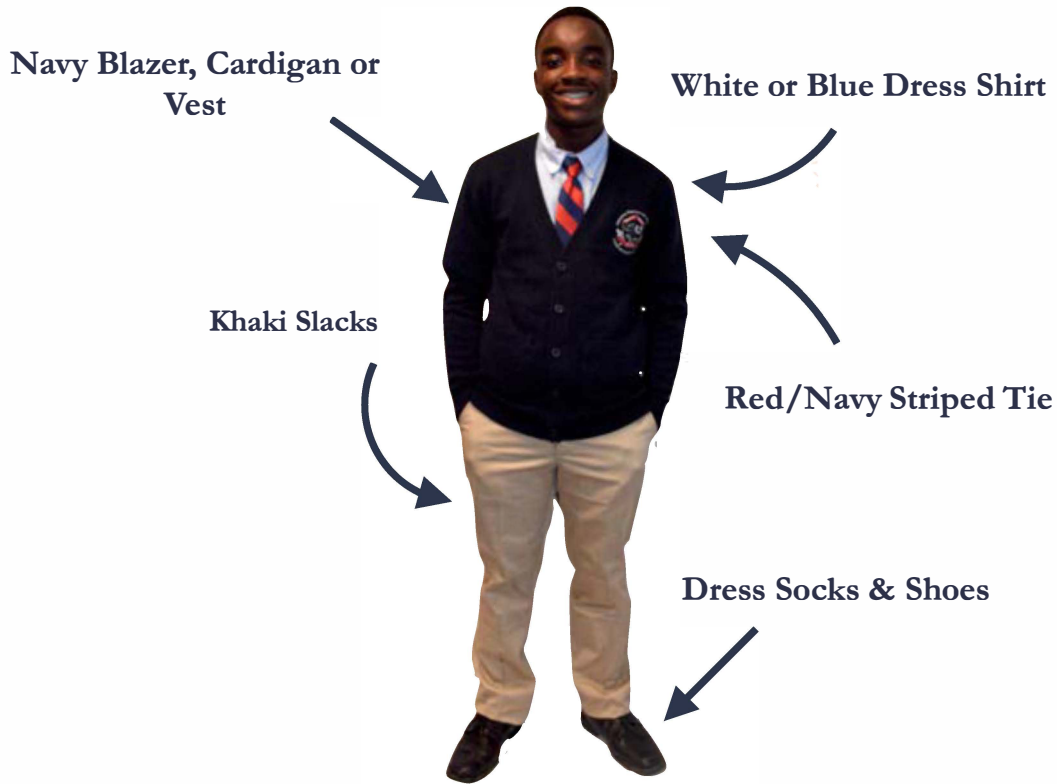 Navy Blazer, Cardigan or
Vest
White or Blue Dress Shirt
Khaki Slacks
Red/Navy Striped Tie
Dress Socks & Shoes